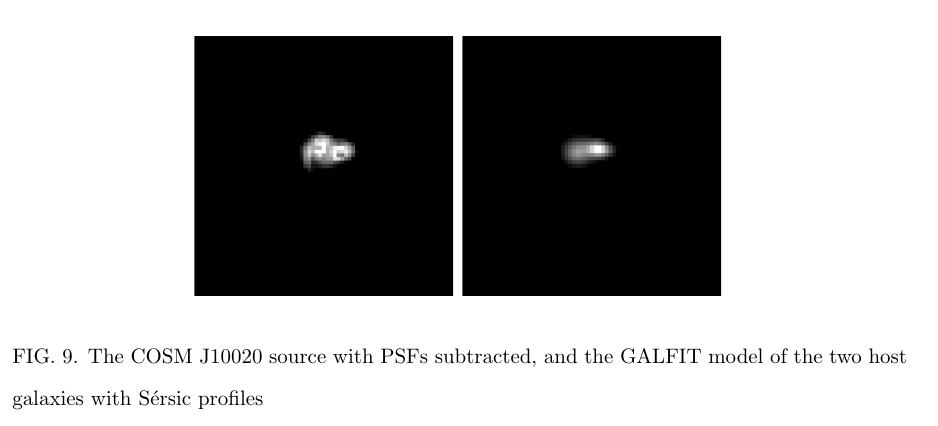 FIG. 9. The COSM J10020 source with PSFs subtracted, and the GALFIT model of the two host
galaxies with Sérsic profiles